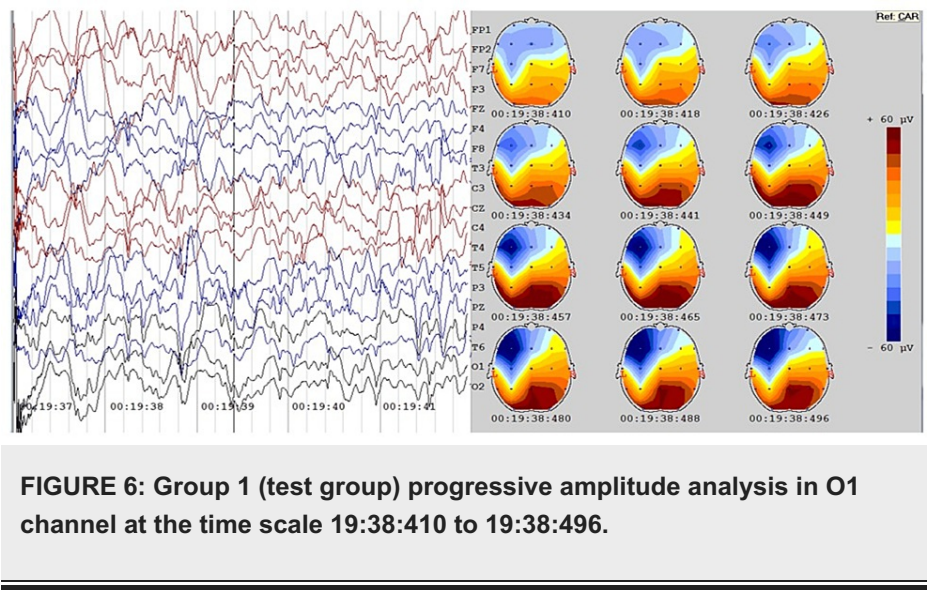 Ref: CAR
FP1
FP2
F7
F3
FZ
F4
F8
T3
C3
CZ
C4
T4
T5
P3
PZ
P4
T6
O1
O2
00:19:37 00:19:38 00:19:39 00:19:40 00:19:41
00:19:38:410 00:19:38:418 00:19:38:426
00:19:38:434 00:19:38:441 00:19:38:449
00:19:38:457 00:19:38:465 00:19:38:473
00:19:38:480 00:19:38:488 00:19:38:496
+ 60 µV
- 60 µV
FIGURE 6: Group 1 (test group) progressive amplitude analysis in O1
channel at the time scale 19:38:410 to 19:38:496.